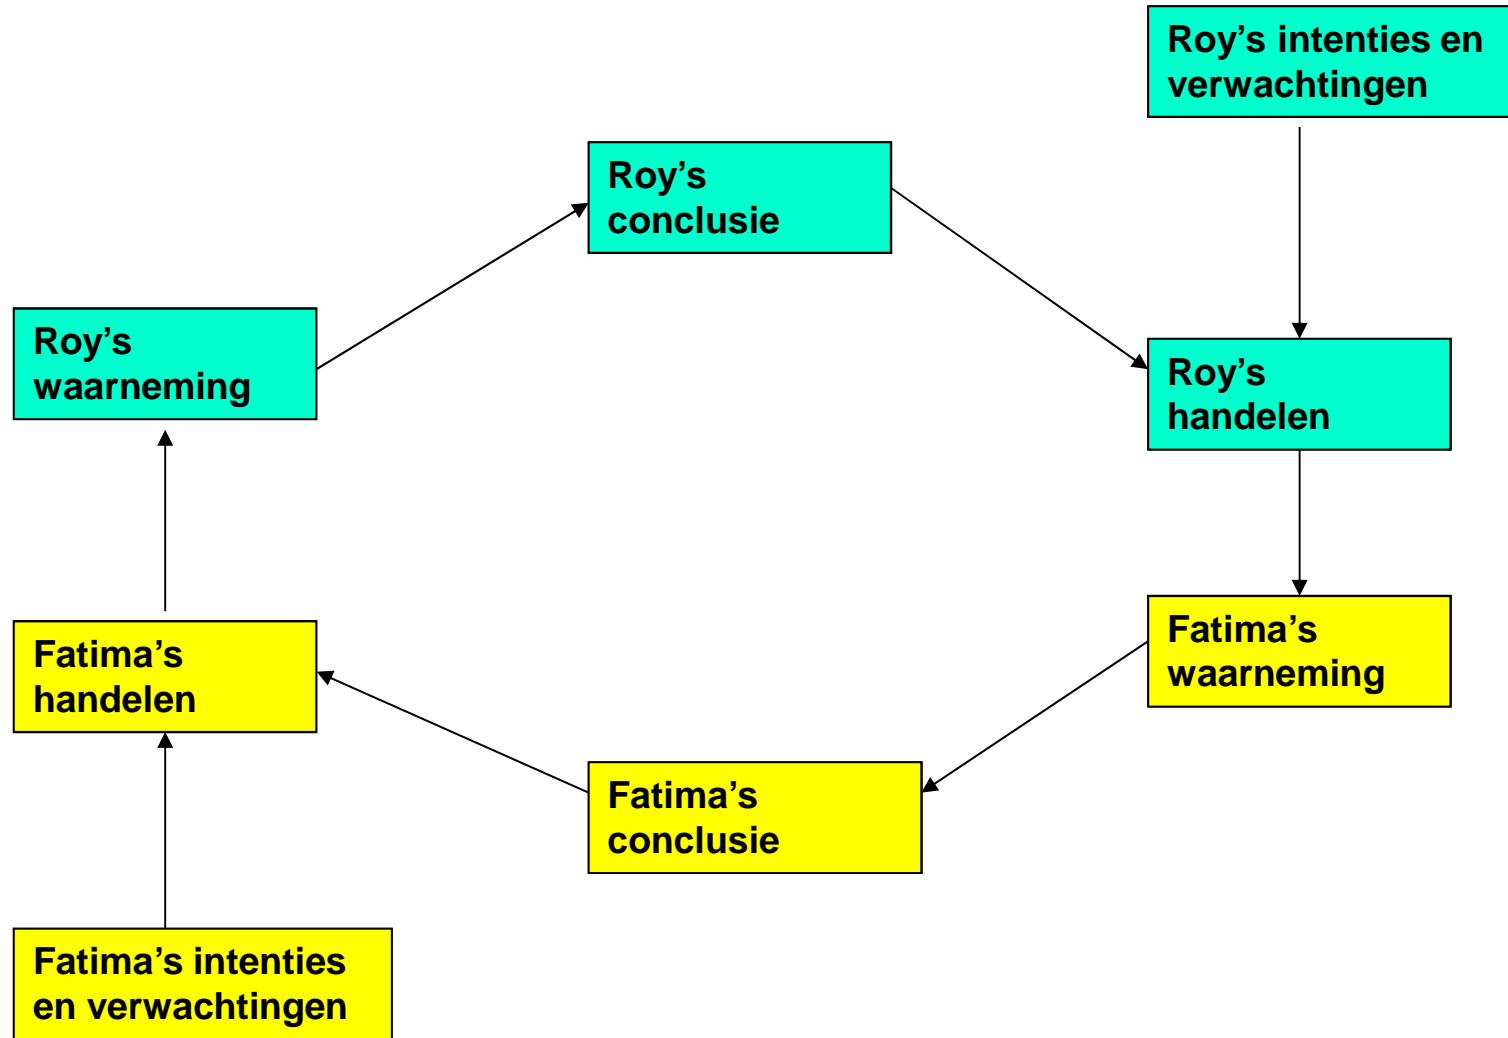 Roy’s intenties en
verwachtingen
Roy’s
conclusie
Roy’s
waarneming
Roy’s
handelen
Fatima’s
handelen
Fatima’s
waarneming
Fatima’s
conclusie
Fatima’s intenties
en verwachtingen